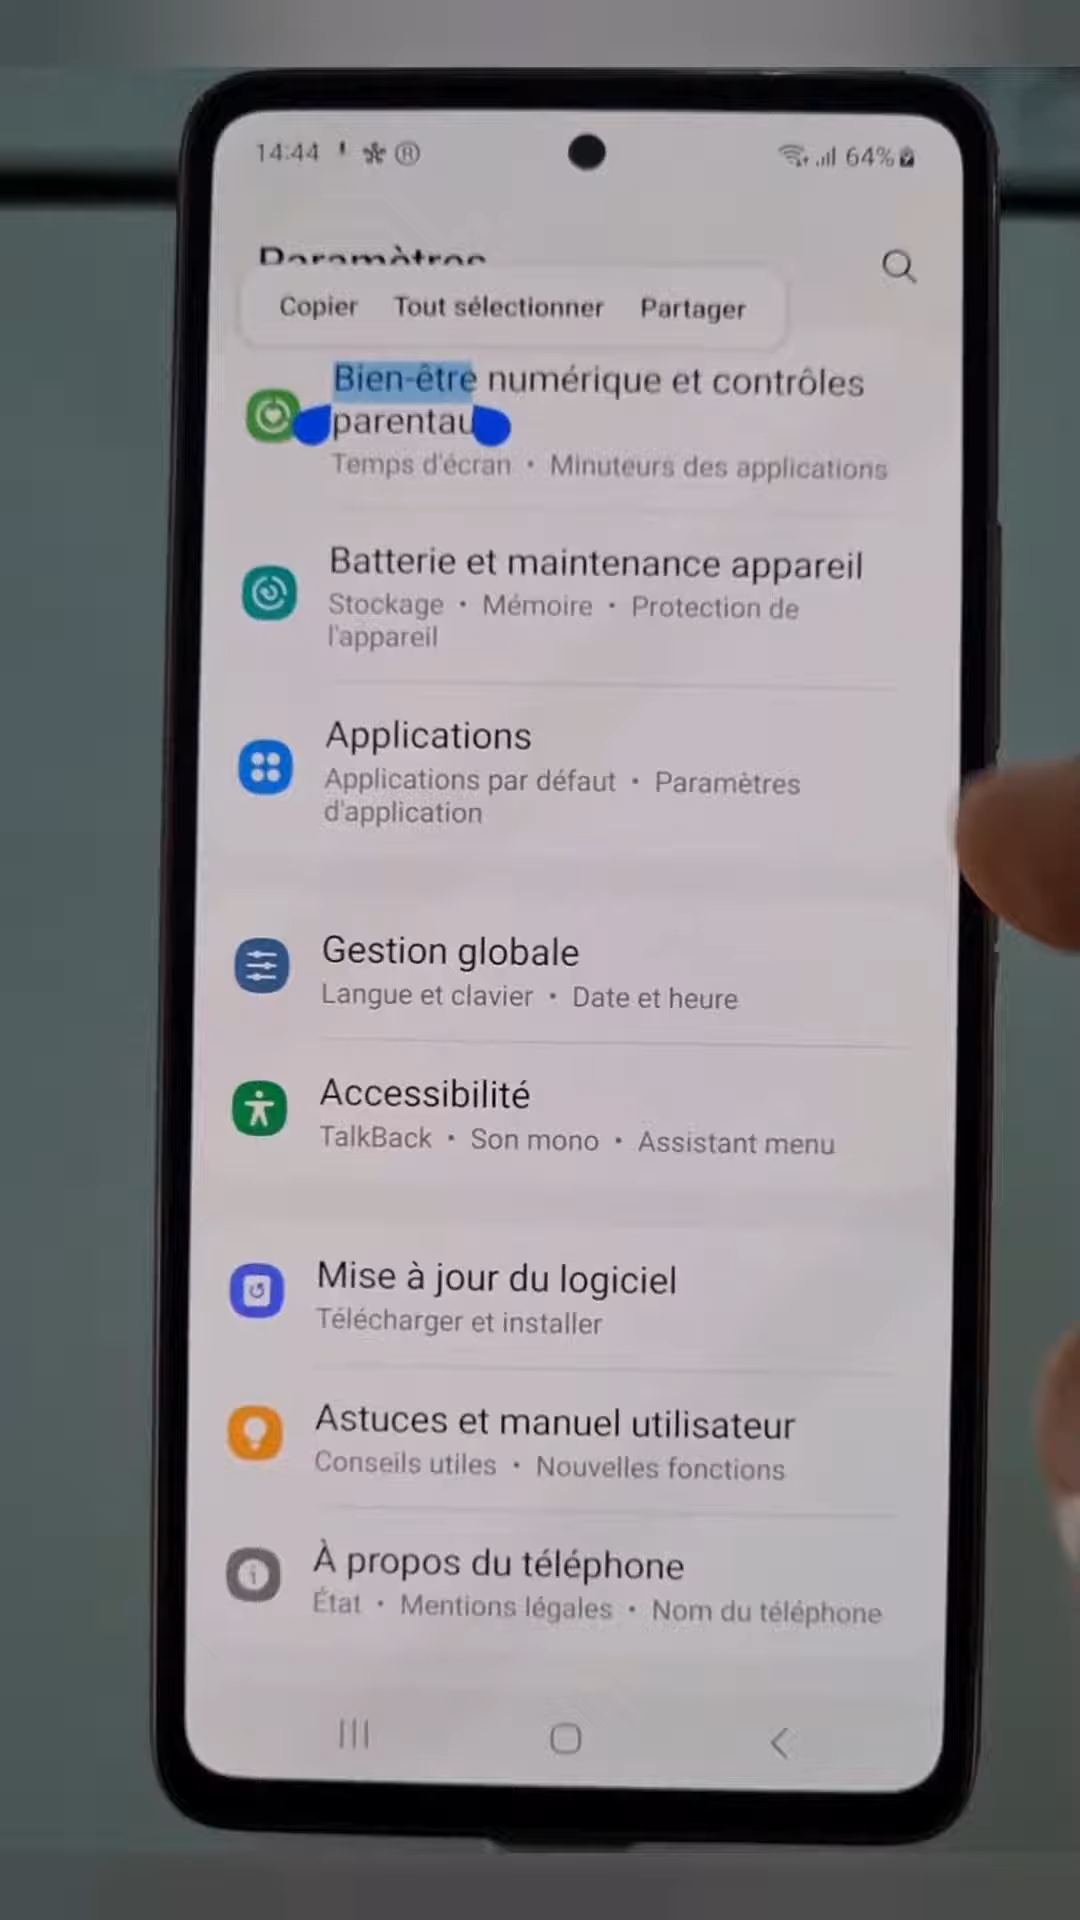 14:44 ® 64%
Paramètres
Copier Tout sélectionner Partager
Bien-être numérique et contrôles
parentau
Temps d'écran • Minuteurs des applications
Batterie et maintenance appareil
Stockage • Mémoire • Protection de
l'appareil
Applications
Applications par défaut • Paramètres
d'application
Gestion globale
Langue et clavier • Date et heure
Accessibilité
TalkBack • Son mono • Assistant menu
Mise à jour du logiciel
Télécharger et installer
Astuces et manuel utilisateur
Conseils utiles • Nouvelles fonctions
À propos du téléphone
État • Mentions légales • Nom du téléphone